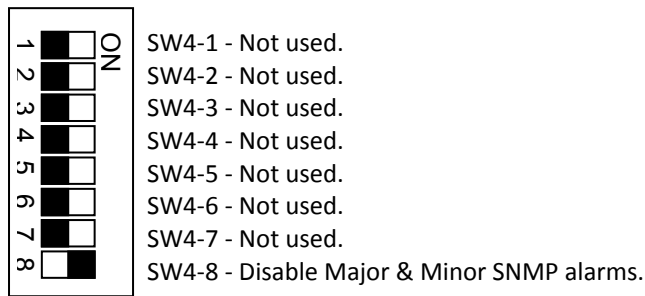 1 ON SW4-1 - Not used.
2 SW4-2 - Not used.
3 SW4-3 - Not used.
4 SW4-4 - Not used.
5 SW4-5 - Not used.
6 SW4-6 - Not used.
7 SW4-7 - Not used.
8 SW4-8 - Disable Major & Minor SNMP alarms.